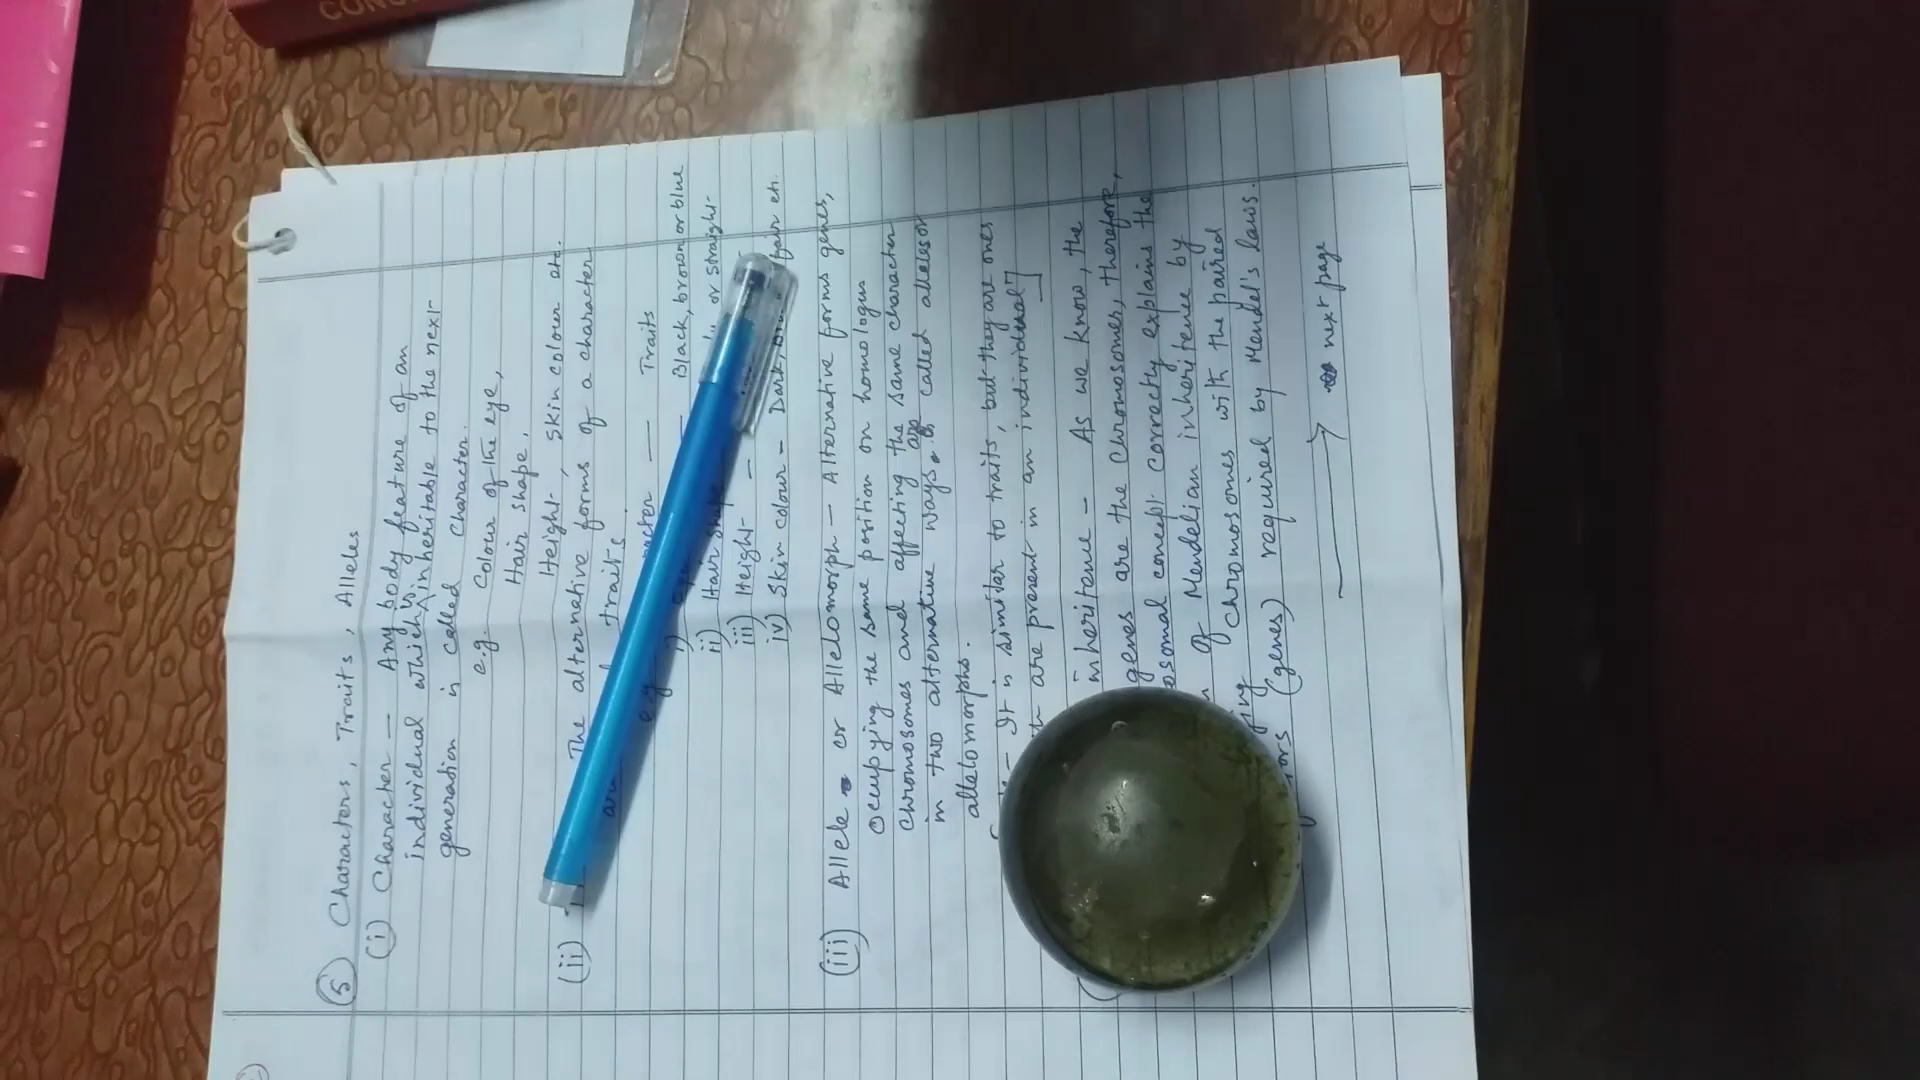 CONC
(5) Characters, Traits, Alleles
(i) Character — Any body feature of an
individual which is inheritable to the next
generation is called character.
e.g. Colour of the eye,
Hair shape,
Height, Skin colour etc.
(ii) The alternative forms of a character
traits
Traits
i) Black, brown or blue
ii) Hair shape or straight
iii) Height -
iv) Skin colour - Dark, fair etc.
(iii) Allele or Allelomorph — Alternative forms genes,
Occupying the same position on homologus
chromosomes and affecting the same character
in two alternative ways are called alleles or
allelomorphs.
It is similar to traits, but they are ones
are present in an individual]
inheritence - As we know, the
genes are the chromosomes, therefore,
concept correctly explains the
of Mendelian inheritence by
chromosomes with the paired
(genes) required by Mendel's laws.
next page